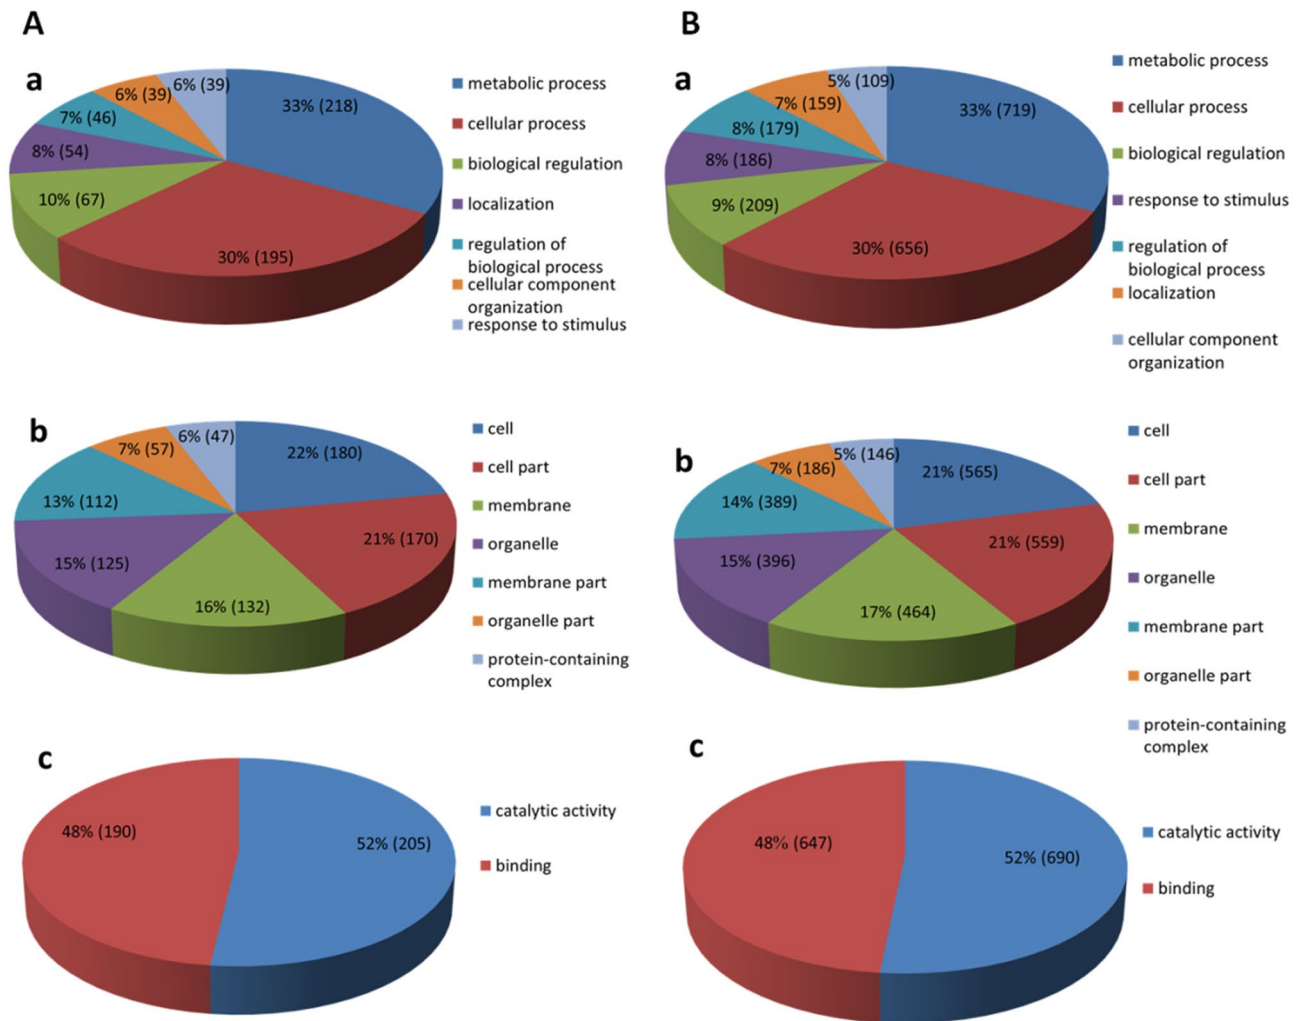 A
a
6% (39)
6% (39)
33% (218)
7% (46)
8% (54)
10% (67)
30% (195)
metabolic process
cellular process
biological regulation
localization
regulation of
biological process
cellular component
organization
response to stimulus
B
a
5% (109)
7% (159)
33% (719)
8% (179)
8% (186)
9% (209)
30% (656)
metabolic process
cellular process
biological regulation
response to stimulus
regulation of
biological process
localization
cellular component
organization
b
6% (47)
7% (57)
22% (180)
13% (112)
21% (170)
15% (125)
16% (132)
cell
cell part
membrane
organelle
membrane part
organelle part
protein-containing
complex
b
5% (146)
7% (186)
21% (565)
14% (389)
21% (559)
15% (396)
17% (464)
cell
cell part
membrane
organelle
membrane part
organelle part
protein-containing
complex
c
48% (190)
52% (205)
catalytic activity
binding
c
48% (647)
52% (690)
catalytic activity
binding